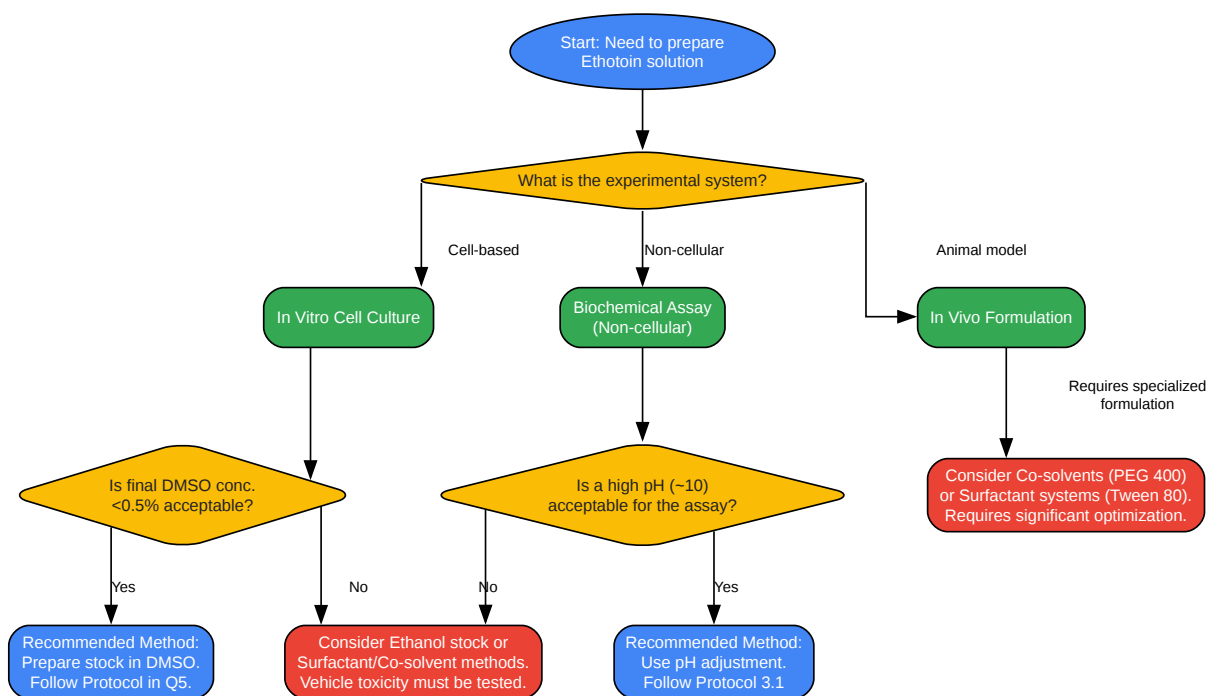 Start: Need to prepare
Ethotoin solution
What is the experimental system?
Cell-based
Non-cellular
Animal model
In Vitro Cell Culture
Biochemical Assay
(Non-cellular)
In Vivo Formulation
Requires specialized
formulation
Is final DMSO conc.
<0.5% acceptable?
Is a high pH (~10)
acceptable for the assay?
Consider Co-solvents (PEG 400)
or Surfactant systems (Tween 80).
Requires significant optimization.
Yes
No
No
Yes
Recommended Method:
Prepare stock in DMSO.
Follow Protocol in Q5.
Consider Ethanol stock or
Surfactant/Co-solvent methods.
Vehicle toxicity must be tested.
Recommended Method:
Use pH adjustment.
Follow Protocol 3.1